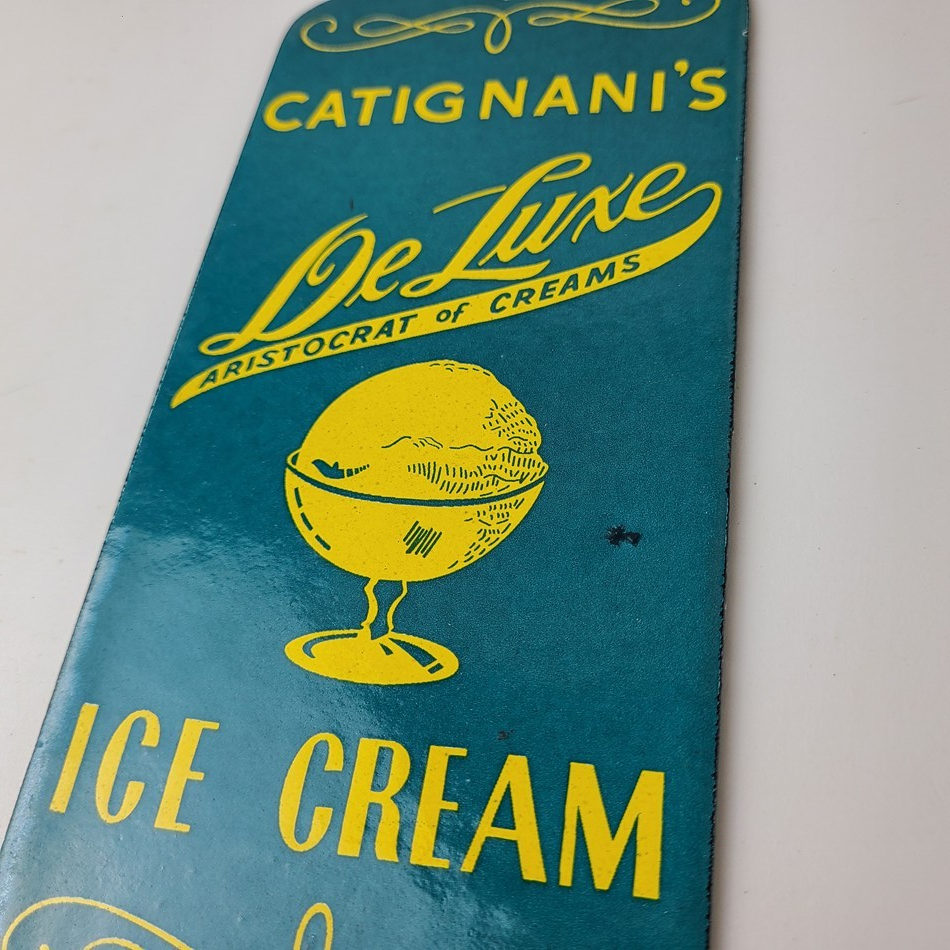 CATIGNANI'S
De Luxe
ARISTOCRAT of CREAMS
ICE CREAM